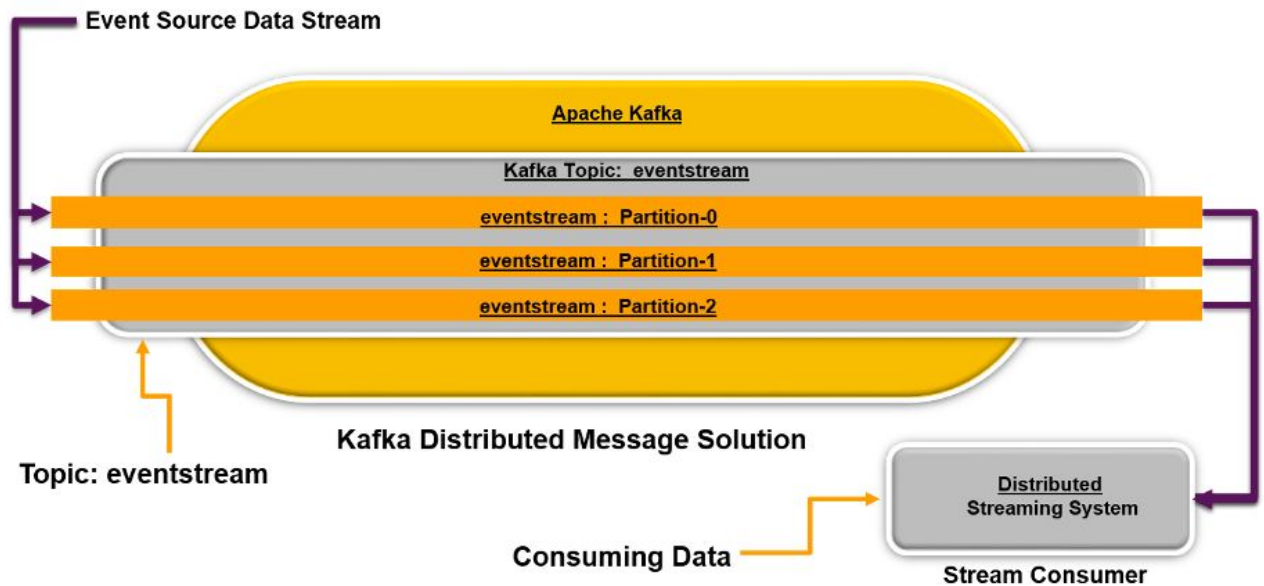 Event Source Data Stream
Apache Kafka
Kafka Topic: eventstream
eventstream : Partition-0
eventstream : Partition-1
eventstream : Partition-2
Kafka Distributed Message Solution
Topic: eventstream
Distributed
Streaming System
Consuming Data
Stream Consumer